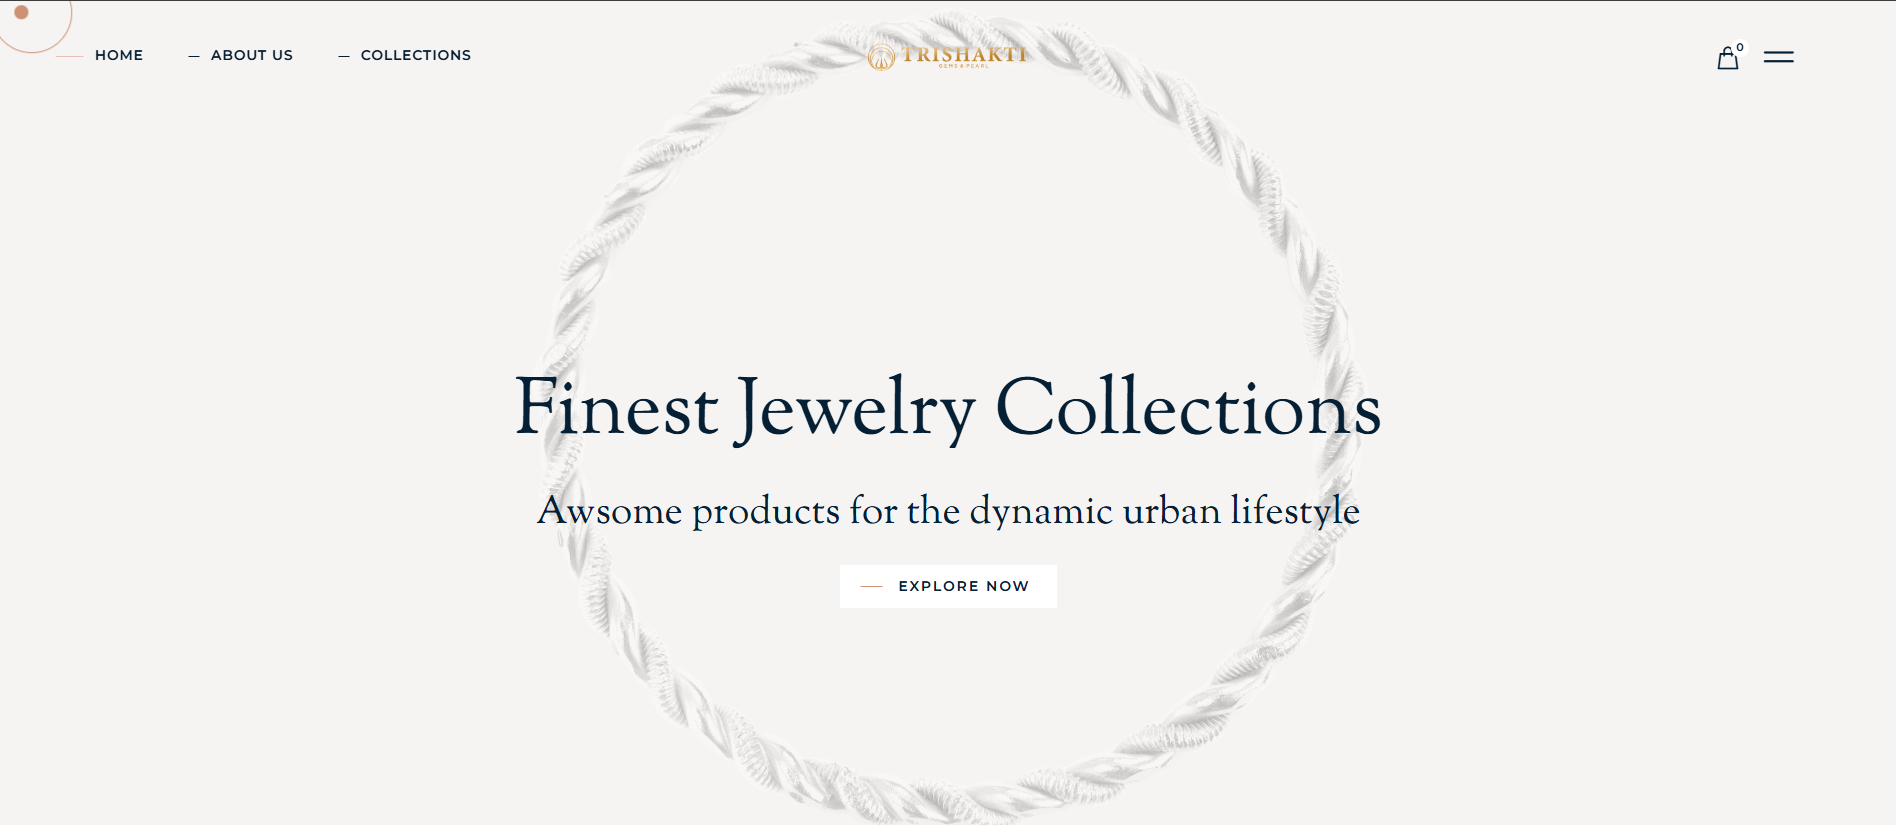 HOME
ABOUT US
COLLECTIONS
TRISHAKTI
GEMS & PEARL
0
Finest Jewelry Collections
Awsome products for the dynamic urban lifestyle
EXPLORE NOW